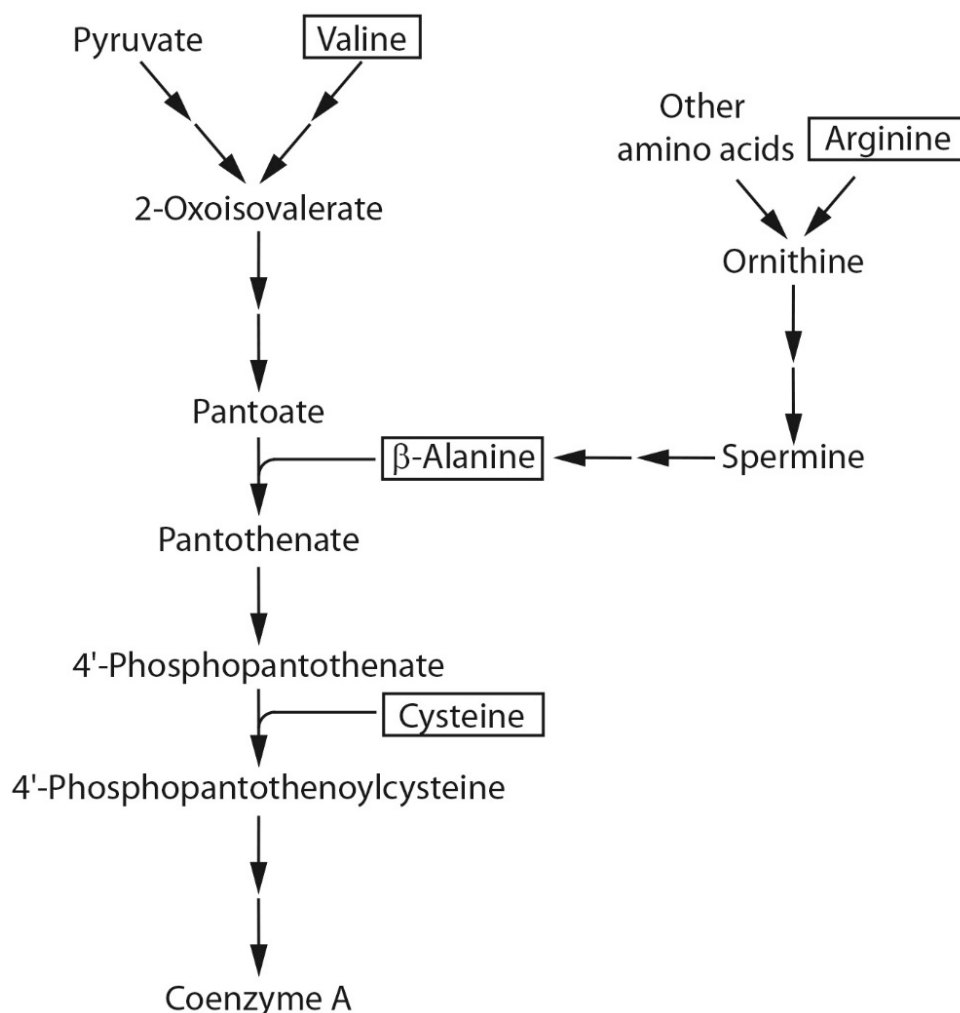 Pyruvate
Valine
Other
amino acids
Arginine
2-Oxoisovalerate
Ornithine
Pantoate
β-Alanine
Spermine
Pantothenate
4'-Phosphopantothenate
Cysteine
4'-Phosphopantothenoylcysteine
Coenzyme A